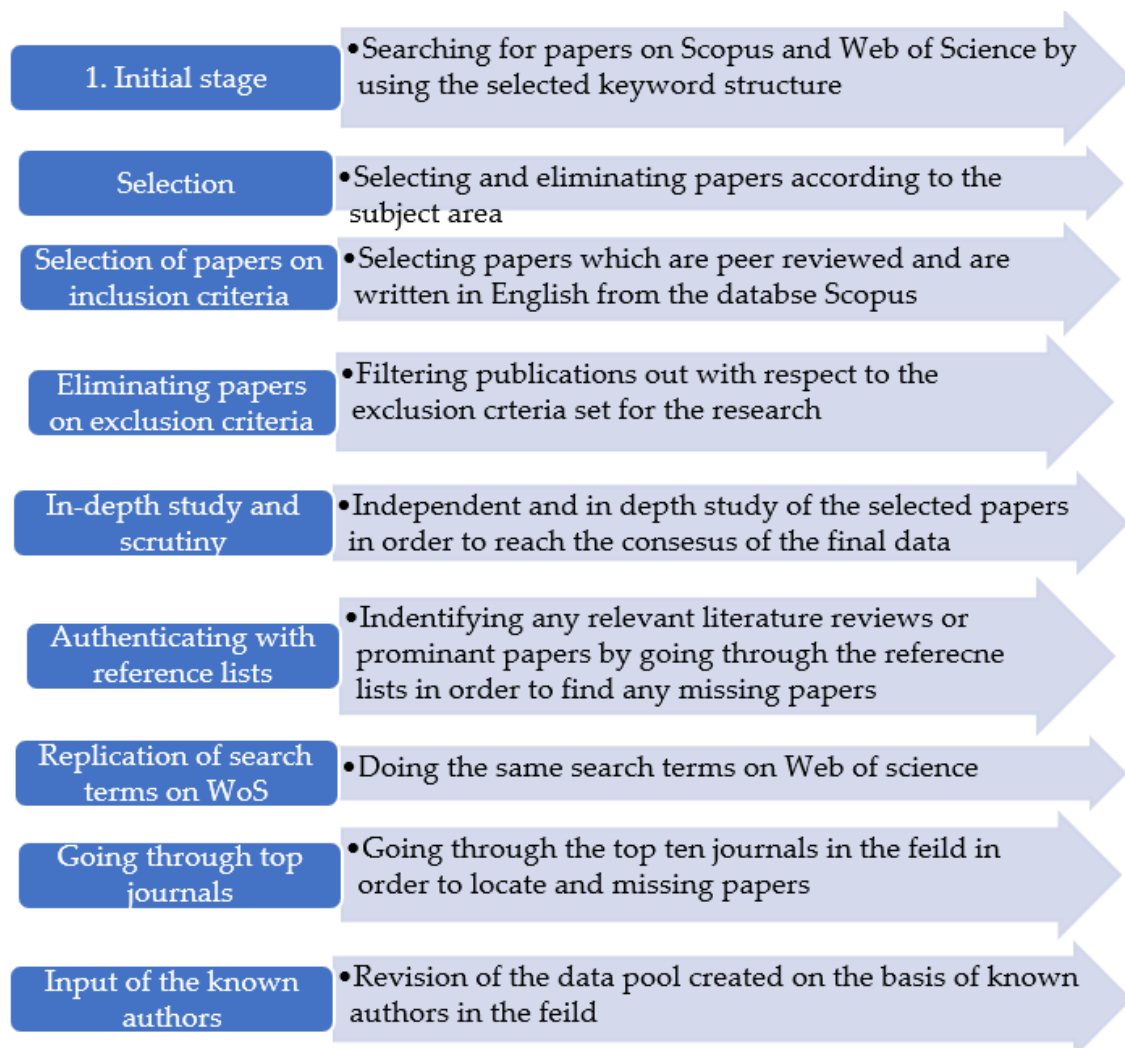 1. Initial stage
•Searching for papers on Scopus and Web of Science by
using the selected keyword structure
Selection
•Selecting and eliminating papers according to the
subject area
Selection of papers on
inclusion criteria
•Selecting papers which are peer reviewed and are
written in English from the databse Scopus
Eliminating papers
on exclusion criteria
•Filtering publications out with respect to the
exclusion crteria set for the research
In-depth study and
scrutiny
•Independent and in depth study of the selected papers
in order to reach the consesus of the final data
Authenticating with
reference lists
•Indentifying any relevant literature reviews or
prominant papers by going through the referecne
lists in order to find any missing papers
Replication of search
terms on WoS
•Doing the same search terms on Web of science
Going through top
journals
•Going through the top ten journals in the feild in
order to locate and missing papers
Input of the known
authors
•Revision of the data pool created on the basis of known
authors in the feild